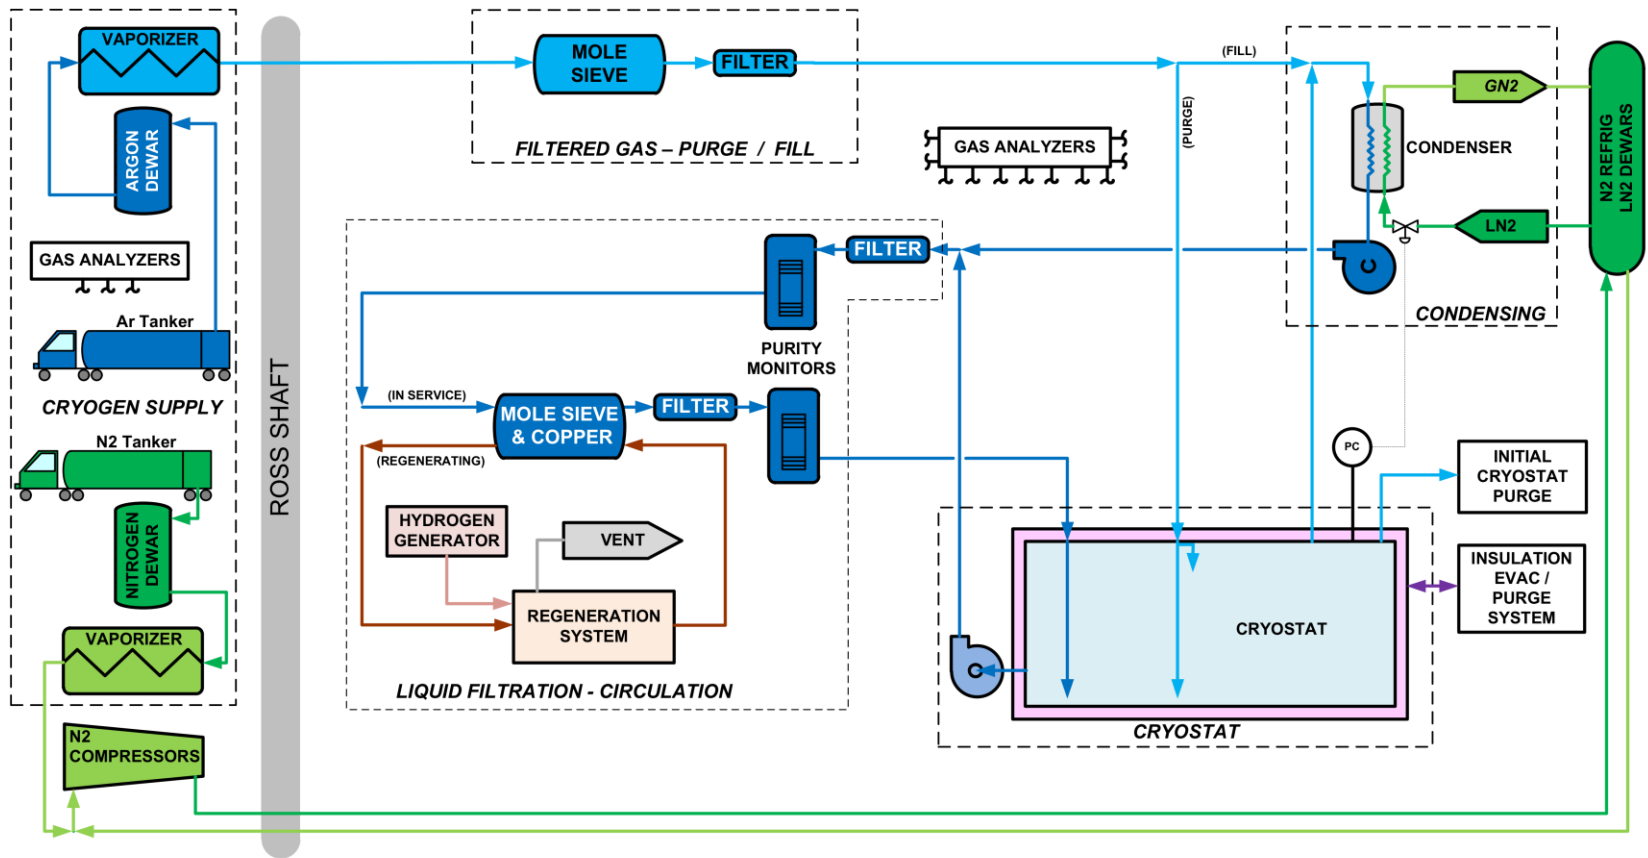 VAPORIZER
ARGON
DEWAR
GAS ANALYZERS
Ar Tanker
CRYOGEN SUPPLY
N2 Tanker
NITROGEN
DEWAR
VAPORIZER
N2
COMPRESSORS
ROSS SHAFT
MOLE
SIEVE
FILTER
FILTERED GAS – PURGE / FILL
GAS ANALYZERS
(FILL)
(PURGE)
GN2
CONDENSER
LN2
C
CONDENSING
N2 REFRIG
LN2 DEWARS
FILTER
PURITY
MONITORS
(IN SERVICE)
MOLE SIEVE
& COPPER
FILTER
(REGENERATING)
HYDROGEN
GENERATOR
VENT
REGENERATION
SYSTEM
LIQUID FILTRATION - CIRCULATION
PC
INITIAL
CRYOSTAT
PURGE
INSULATION
EVAC /
PURGE
SYSTEM
CRYOSTAT
C
CRYOSTAT